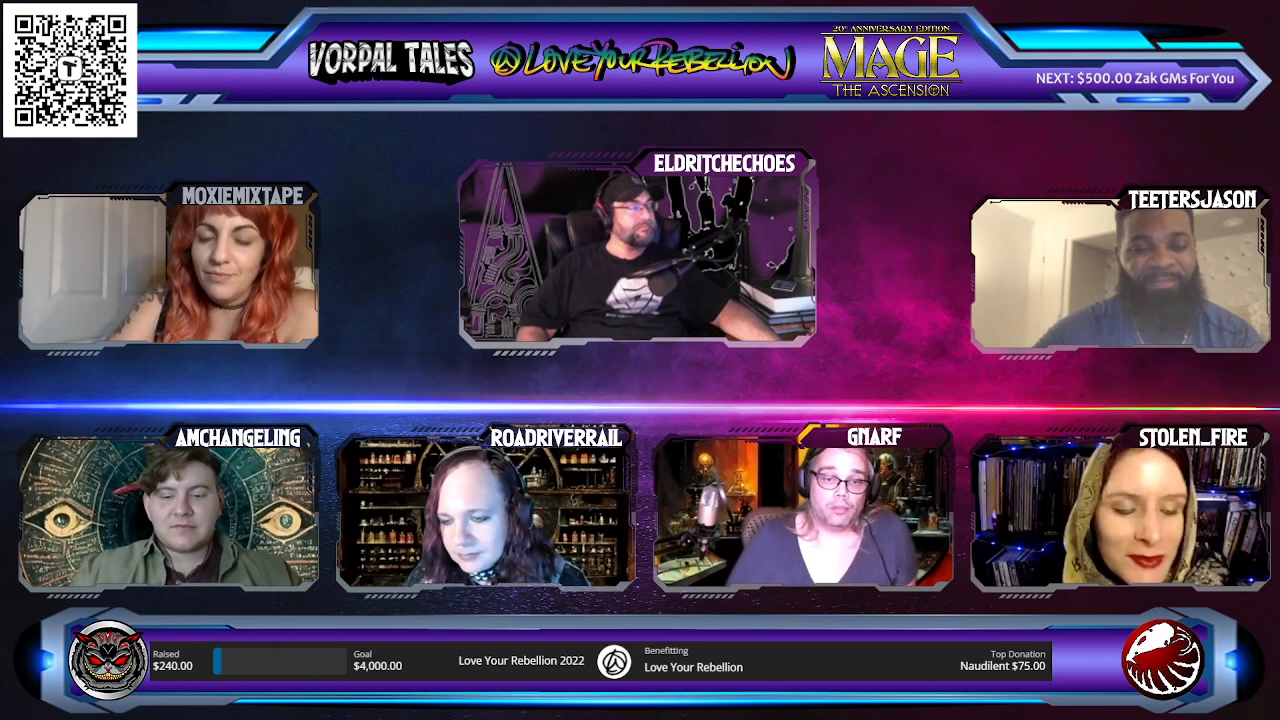 VORPAL TALES
@LOVEYOURREBELLION
20TH ANNIVERSARY EDITION
MAGE
THE ASCENSION
NEXT: $500.00 Zak GMs For You
T
ELDRITCHECHOES
MOXIEMIXTAPE
TEETERSJASON
AMCHANGELING
ROADRIVERRAIL
GNARF
STOLEN_FIRE
Raised
$240.00
Goal
$4,000.00
Love Your Rebellion 2022
Benefitting
Love Your Rebellion
Top Donation
Naudilent $75.00